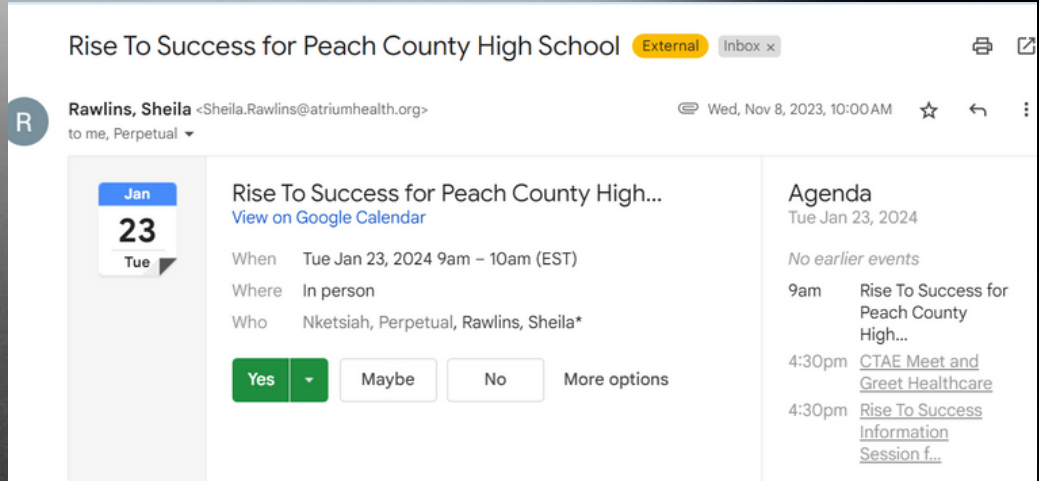 Rise To Success for Peach County High School External Inbox x
R
Rawlins, Sheila <Sheila.Rawlins@atriumhealth.org> Wed, Nov 8, 2023, 10:00 AM
to me, Perpetual
Jan
23
Tue
Rise To Success for Peach County High...
View on Google Calendar
When Tue Jan 23, 2024 9am – 10am (EST)
Where In person
Who Nketsiah, Perpetual, Rawlins, Sheila*
Yes Maybe No More options
Agenda
Tue Jan 23, 2024
No earlier events
9am Rise To Success for
Peach County
High...
4:30pm CTAE Meet and
Greet Healthcare
4:30pm Rise To Success
Information
Session f...